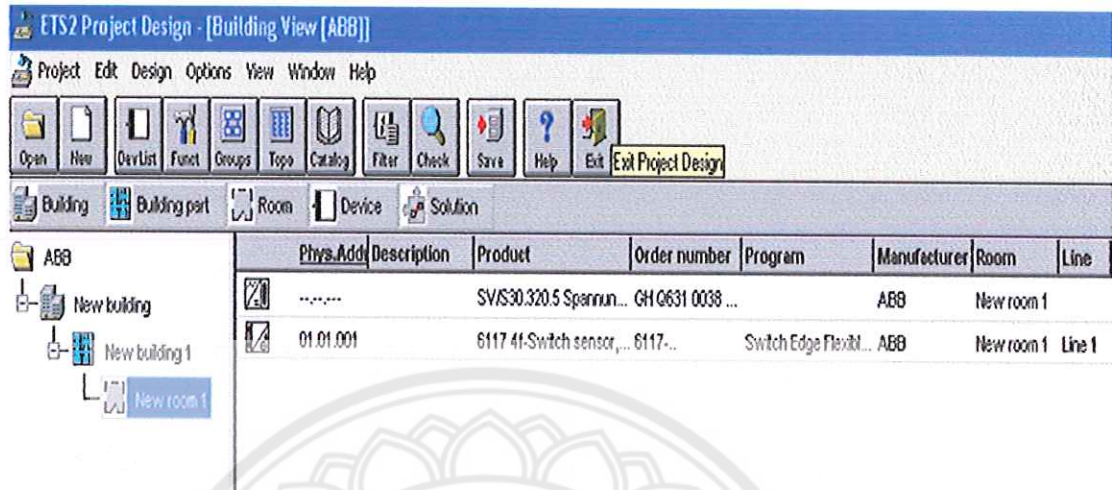 ETS2 Project Design - [Building View [ABB]]
Project Edit Design Options View Window Help
Open New DevList Funct Groups Topo Catalog Filter Check Save Help Exit Exit Project Design
Building Building part Room Device Solution
ABB
New building
New building 1
New room 1
Phys.Add Description Product Order number Program Manufacturer Room Line
--.--.--- SV/S30.320.5 Spannun... GH Q631 0038 ... ABB New room 1
01.01.001 6117 4f-Switch sensor,... 6117-... Switch Edge Flexibl... ABB New room 1 Line 1